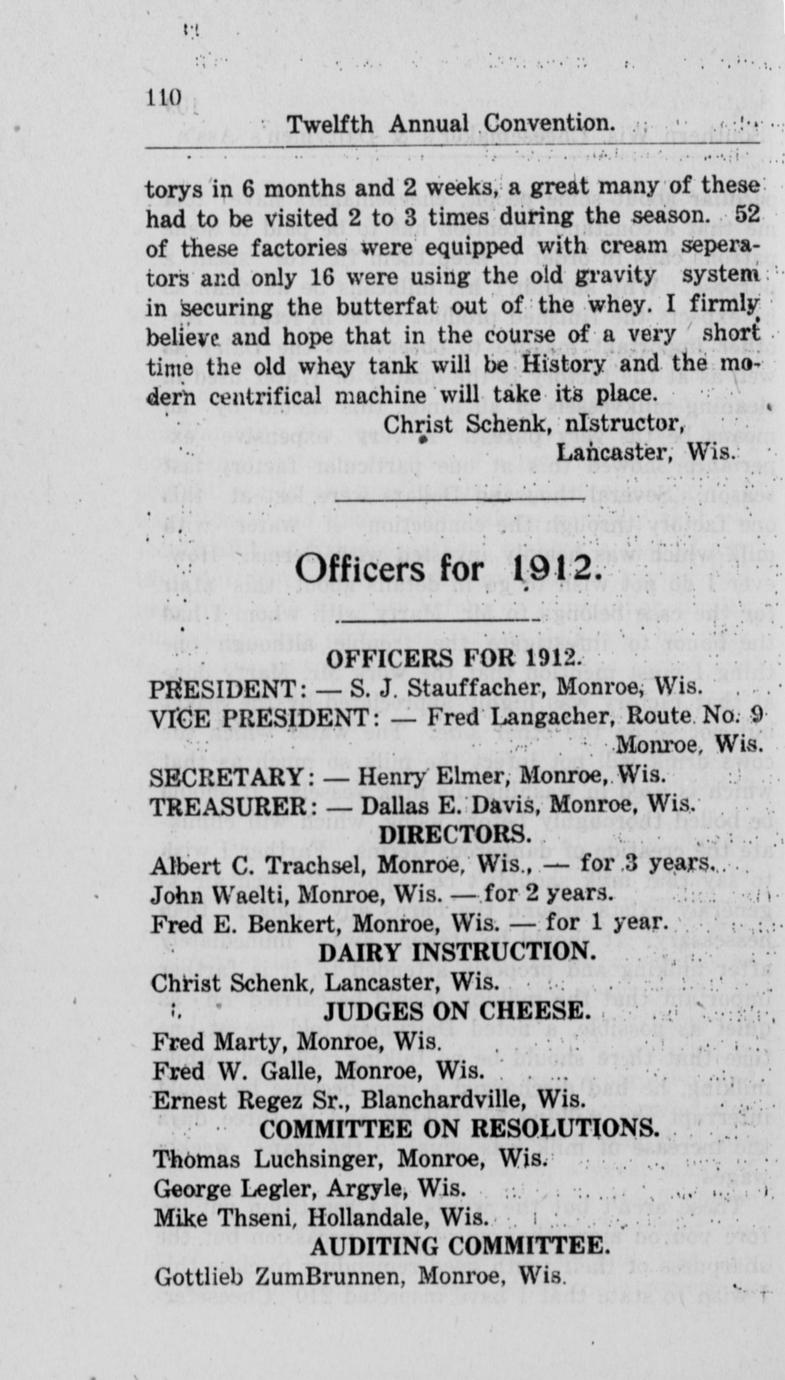 110
Twelfth Annual Convention.
torys in 6 months and 2 weeks, a great many of these
had to be visited 2 to 3 times during the season. 52
of these factories were equipped with cream sepera-
tors and only 16 were using the old gravity system
in securing the butterfat out of the whey. I firmly
believe and hope that in the course of a very short
time the old whey tank will be History and the mo-
dern centrifical machine will take its place.
Christ Schenk, nIstructor,
Lancaster, Wis.
Officers for 1912.
OFFICERS FOR 1912.
PRESIDENT: — S. J. Stauffacher, Monroe, Wis.
VICE PRESIDENT: — Fred Langacher, Route No. 9
Monroe, Wis.
SECRETARY: — Henry Elmer, Monroe, Wis.
TREASURER: — Dallas E. Davis, Monroe, Wis.
DIRECTORS.
Albert C. Trachsel, Monroe, Wis., — for 3 years.
John Waelti, Monroe, Wis. — for 2 years.
Fred E. Benkert, Monroe, Wis. — for 1 year.
DAIRY INSTRUCTION.
Christ Schenk, Lancaster, Wis.
JUDGES ON CHEESE.
Fred Marty, Monroe, Wis.
Fred W. Galle, Monroe, Wis.
Ernest Regez Sr., Blanchardville, Wis.
COMMITTEE ON RESOLUTIONS.
Thomas Luchsinger, Monroe, Wis.
George Legler, Argyle, Wis.
Mike Thseni, Hollandale, Wis.
AUDITING COMMITTEE.
Gottlieb ZumBrunnen, Monroe, Wis.